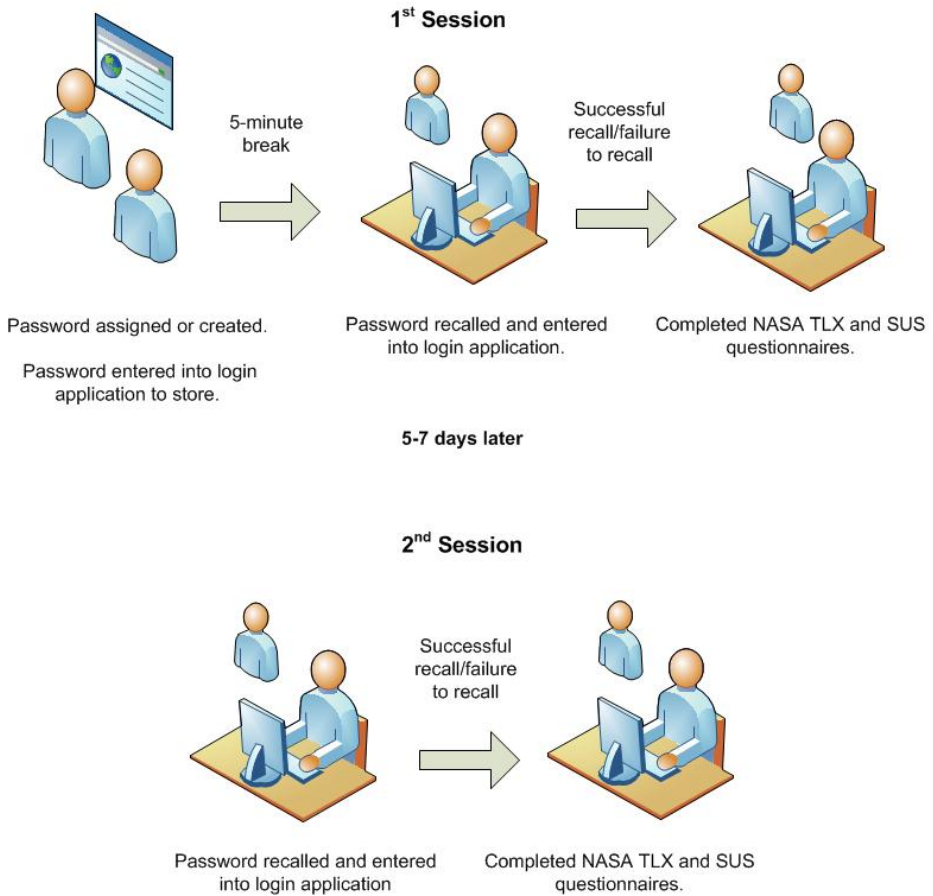 1st Session
5-minute
break
Successful
recall/failure
to recall
Password assigned or created.
Password entered into login
application to store.
Password recalled and entered
into login application.
Completed NASA TLX and SUS
questionnaires.
5-7 days later
2nd Session
Successful
recall/failure
to recall
Password recalled and entered
into login application
Completed NASA TLX and SUS
questionnaires.